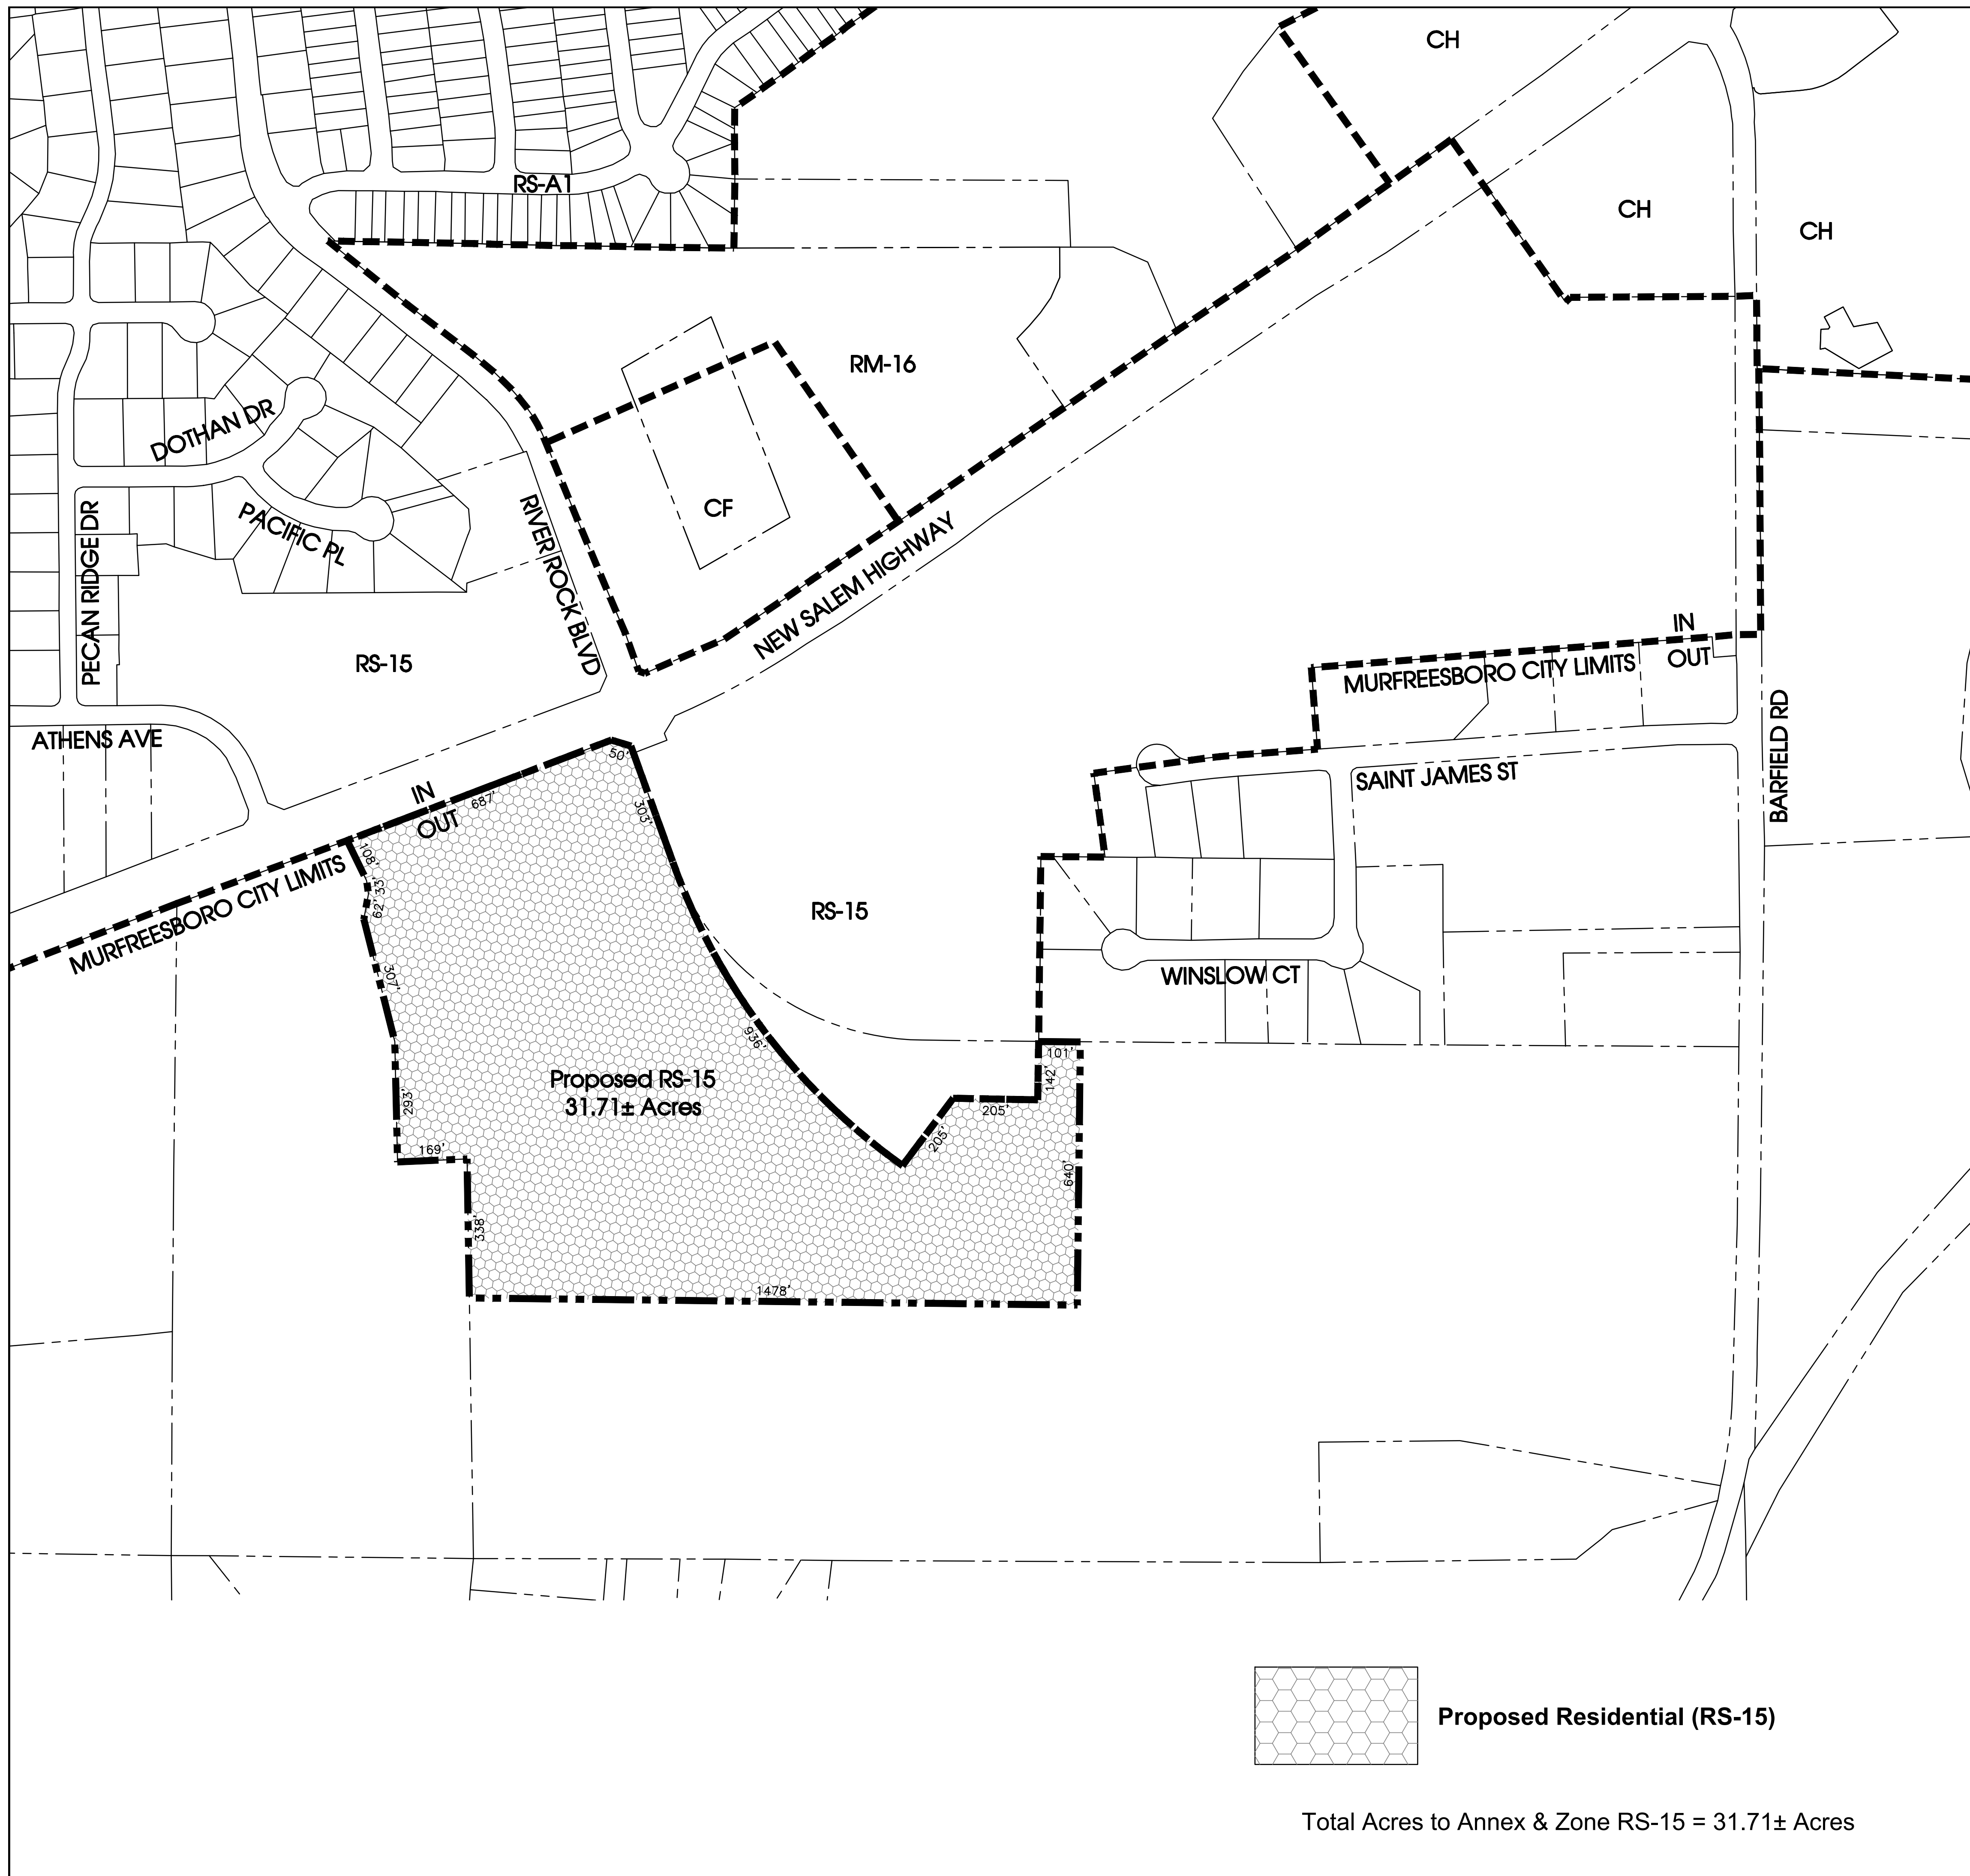 CH
RS-A1
CH
CH
RM-16
DOTHAN DR
CF
PACIFIC PL
PECAN RIDGE DR
RIVER ROCK BLVD
NEW SALEM HIGHWAY
IN
OUT
MURFREESBORO CITY LIMITS
RS-15
BARFIELD RD
ATHENS AVE
SAINT JAMES ST
50'
687'
IN
OUT
303'
108'
33'
62'
MURFREESBORO CITY LIMITS
RS-15
307'
WINSLOW CT
936'
101'
142'
Proposed RS-15
31.71± Acres
293'
205'
205'
169'
640'
338'
1478'
Proposed Residential (RS-15)
Total Acres to Annex & Zone RS-15 = 31.71± Acres